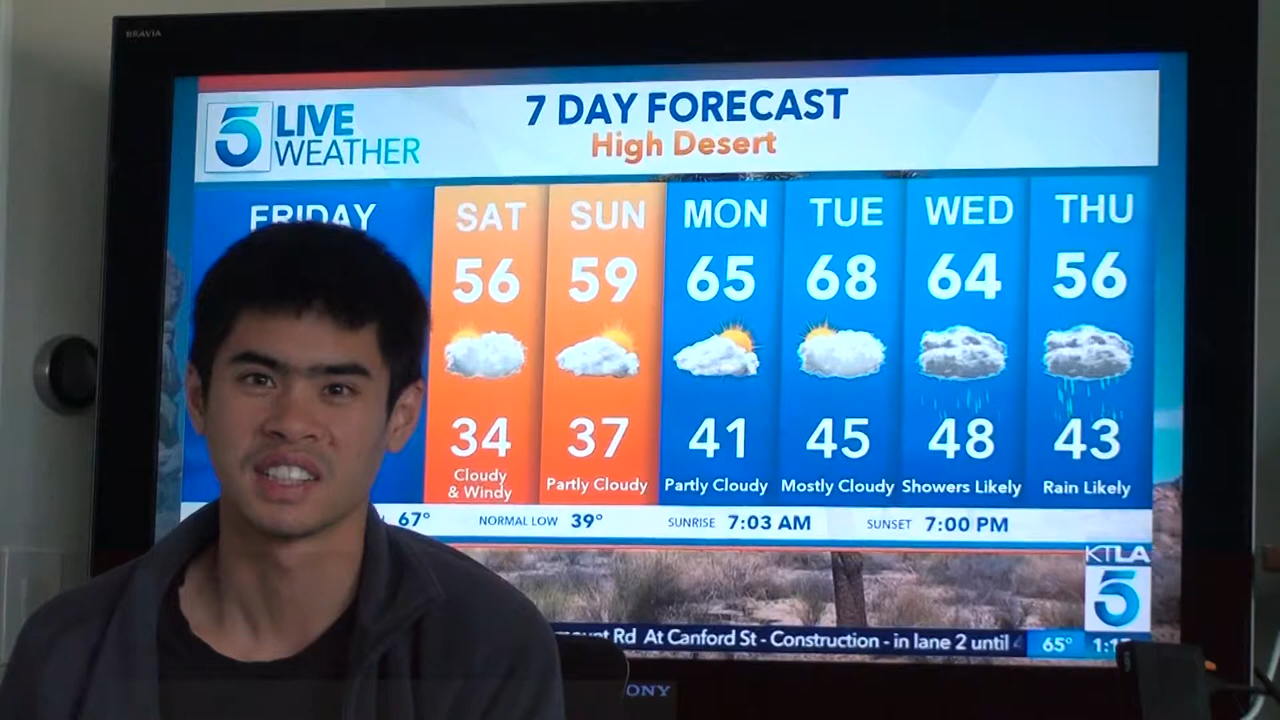 BRAVIA
5 LIVE WEATHER
7 DAY FORECAST
High Desert
FRIDAY
SAT
56
34
Cloudy
& Windy
SUN
59
37
Partly Cloudy
MON
65
41
Partly Cloudy
TUE
68
45
Mostly Cloudy
WED
64
48
Showers Likely
THU
56
43
Rain Likely
67° NORMAL LOW 39° SUNRISE 7:03 AM SUNSET 7:00 PM
KTLA
5
Rd At Canford St - Construction - in lane 2 until
65°